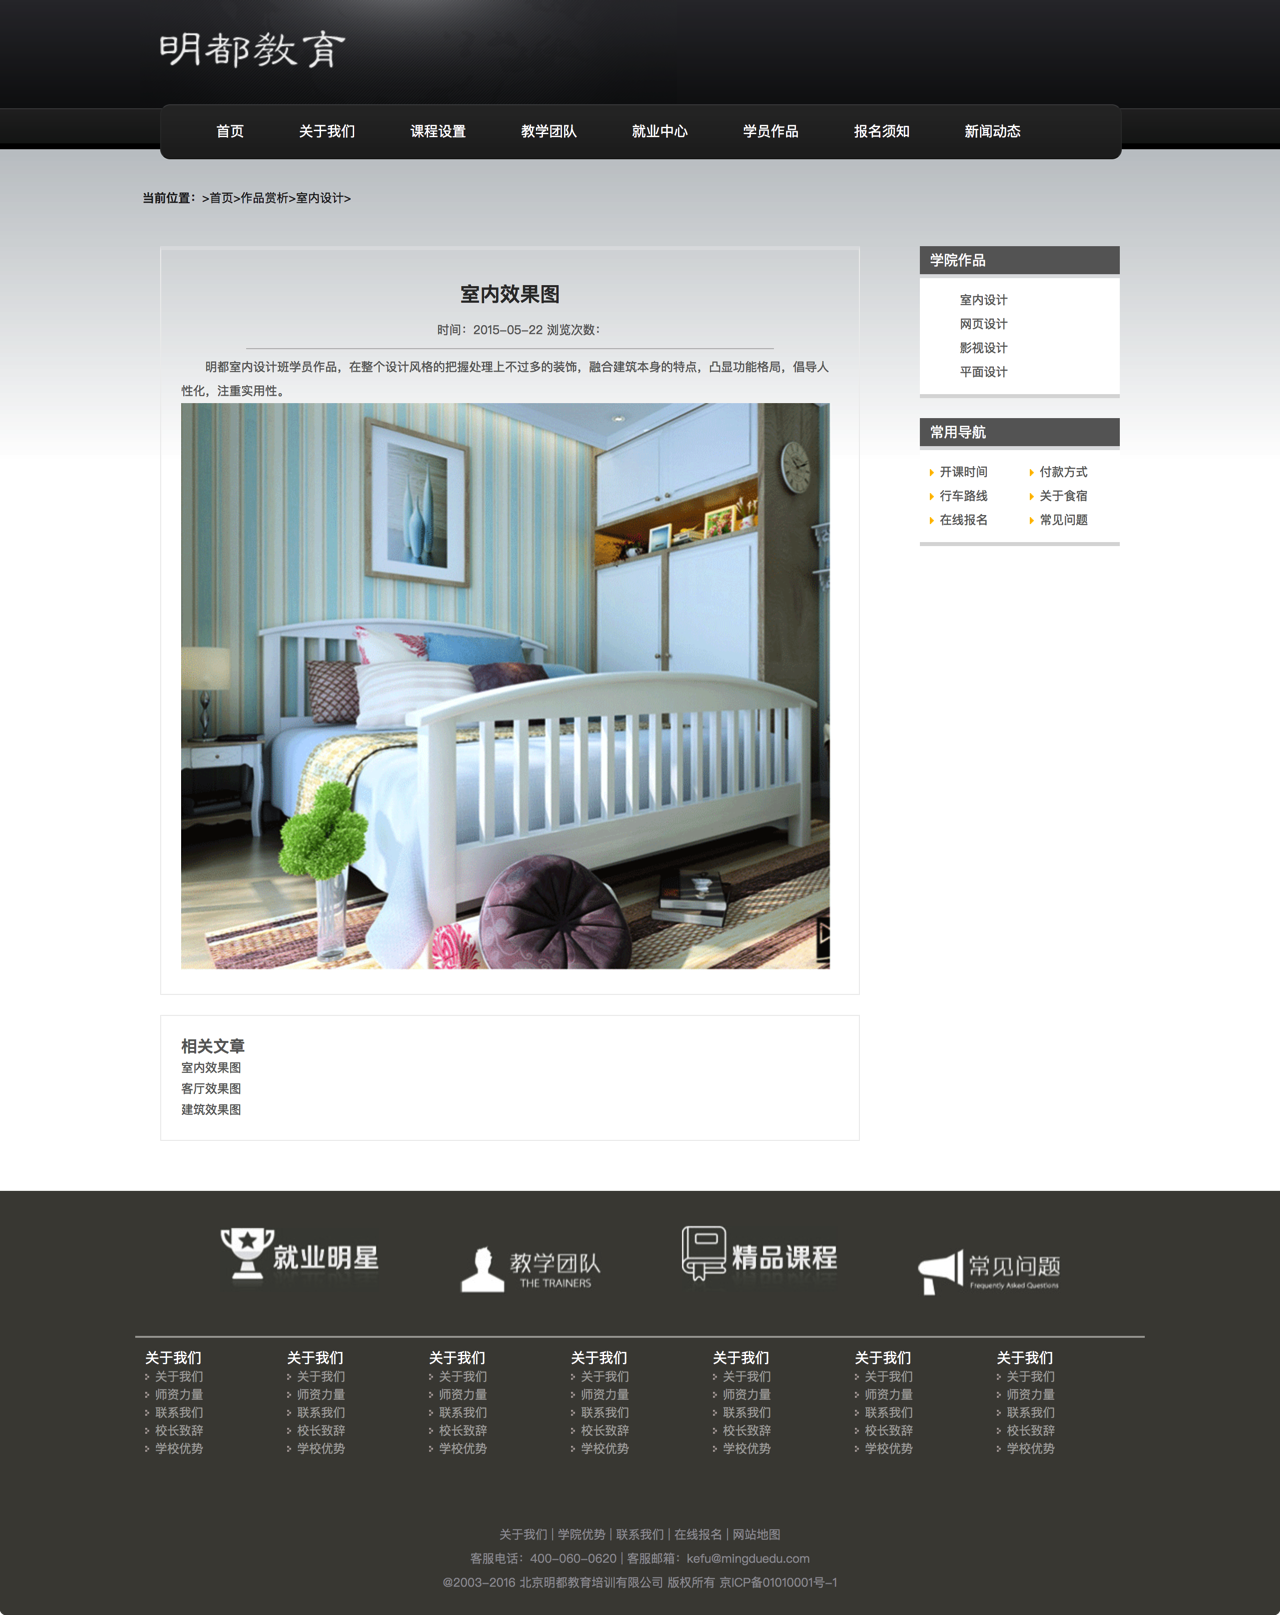 明都教育
首页 关于我们 课程设置 教学团队 就业中心 学员作品 报名须知 新闻动态
当前位置：>首页>作品赏析>室内设计>
室内效果图
时间：2015-05-22 浏览次数：
明都室内设计班学员作品，在整个设计风格的把握处理上不过多的装饰，融合建筑本身的特点，凸显功能格局，倡导人
性化，注重实用性。
相关文章
室内效果图
客厅效果图
建筑效果图
学院作品
室内设计
网页设计
影视设计
平面设计
常用导航
开课时间 付款方式
行车路线 关于食宿
在线报名 常见问题
就业明星
教学团队
THE TRAINERS
精品课程
常见问题
Frequently Asked Questions
关于我们 关于我们 关于我们 关于我们 关于我们 关于我们 关于我们
关于我们 关于我们 关于我们 关于我们 关于我们 关于我们 关于我们
师资力量 师资力量 师资力量 师资力量 师资力量 师资力量 师资力量
联系我们 联系我们 联系我们 联系我们 联系我们 联系我们 联系我们
校长致辞 校长致辞 校长致辞 校长致辞 校长致辞 校长致辞 校长致辞
学校优势 学校优势 学校优势 学校优势 学校优势 学校优势 学校优势
关于我们 | 学院优势 | 联系我们 | 在线报名 | 网站地图
客服电话：400-060-0620 | 客服邮箱：kefu@mingduedu.com
@2003-2016 北京明都教育培训有限公司 版权所有 京ICP备01010001号-1